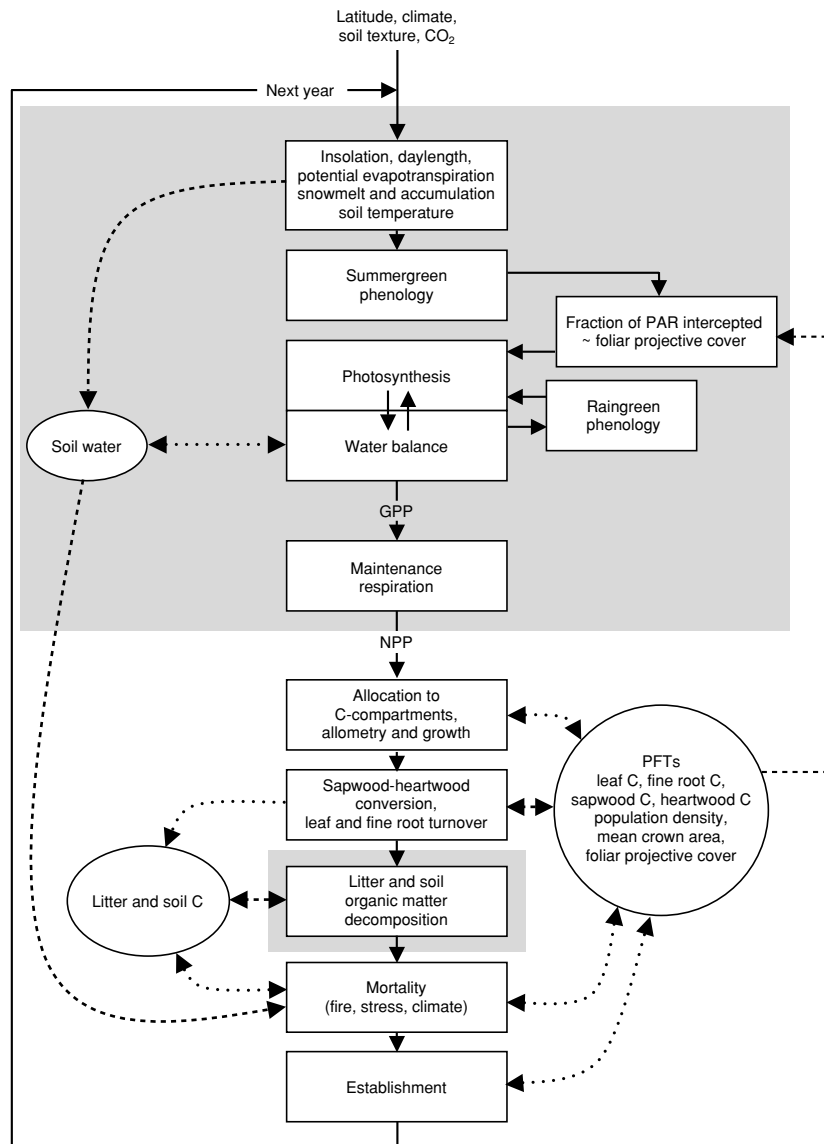 Latitude, climate,
soil texture, CO₂
Next year
Insolation, daylength,
potential evapotranspiration
snowmelt and accumulation
soil temperature
Summergreen
phenology
Fraction of PAR intercepted
~ foliar projective cover
Photosynthesis
Raingreen
phenology
Soil water
Water balance
GPP
Maintenance
respiration
NPP
Allocation to
C-compartments,
allometry and growth
PFTs
leaf C, fine root C,
sapwood C, heartwood C
population density,
mean crown area,
foliar projective cover
Sapwood-heartwood
conversion,
leaf and fine root turnover
Litter and soil C
Litter and soil
organic matter
decomposition
Mortality
(fire, stress, climate)
Establishment